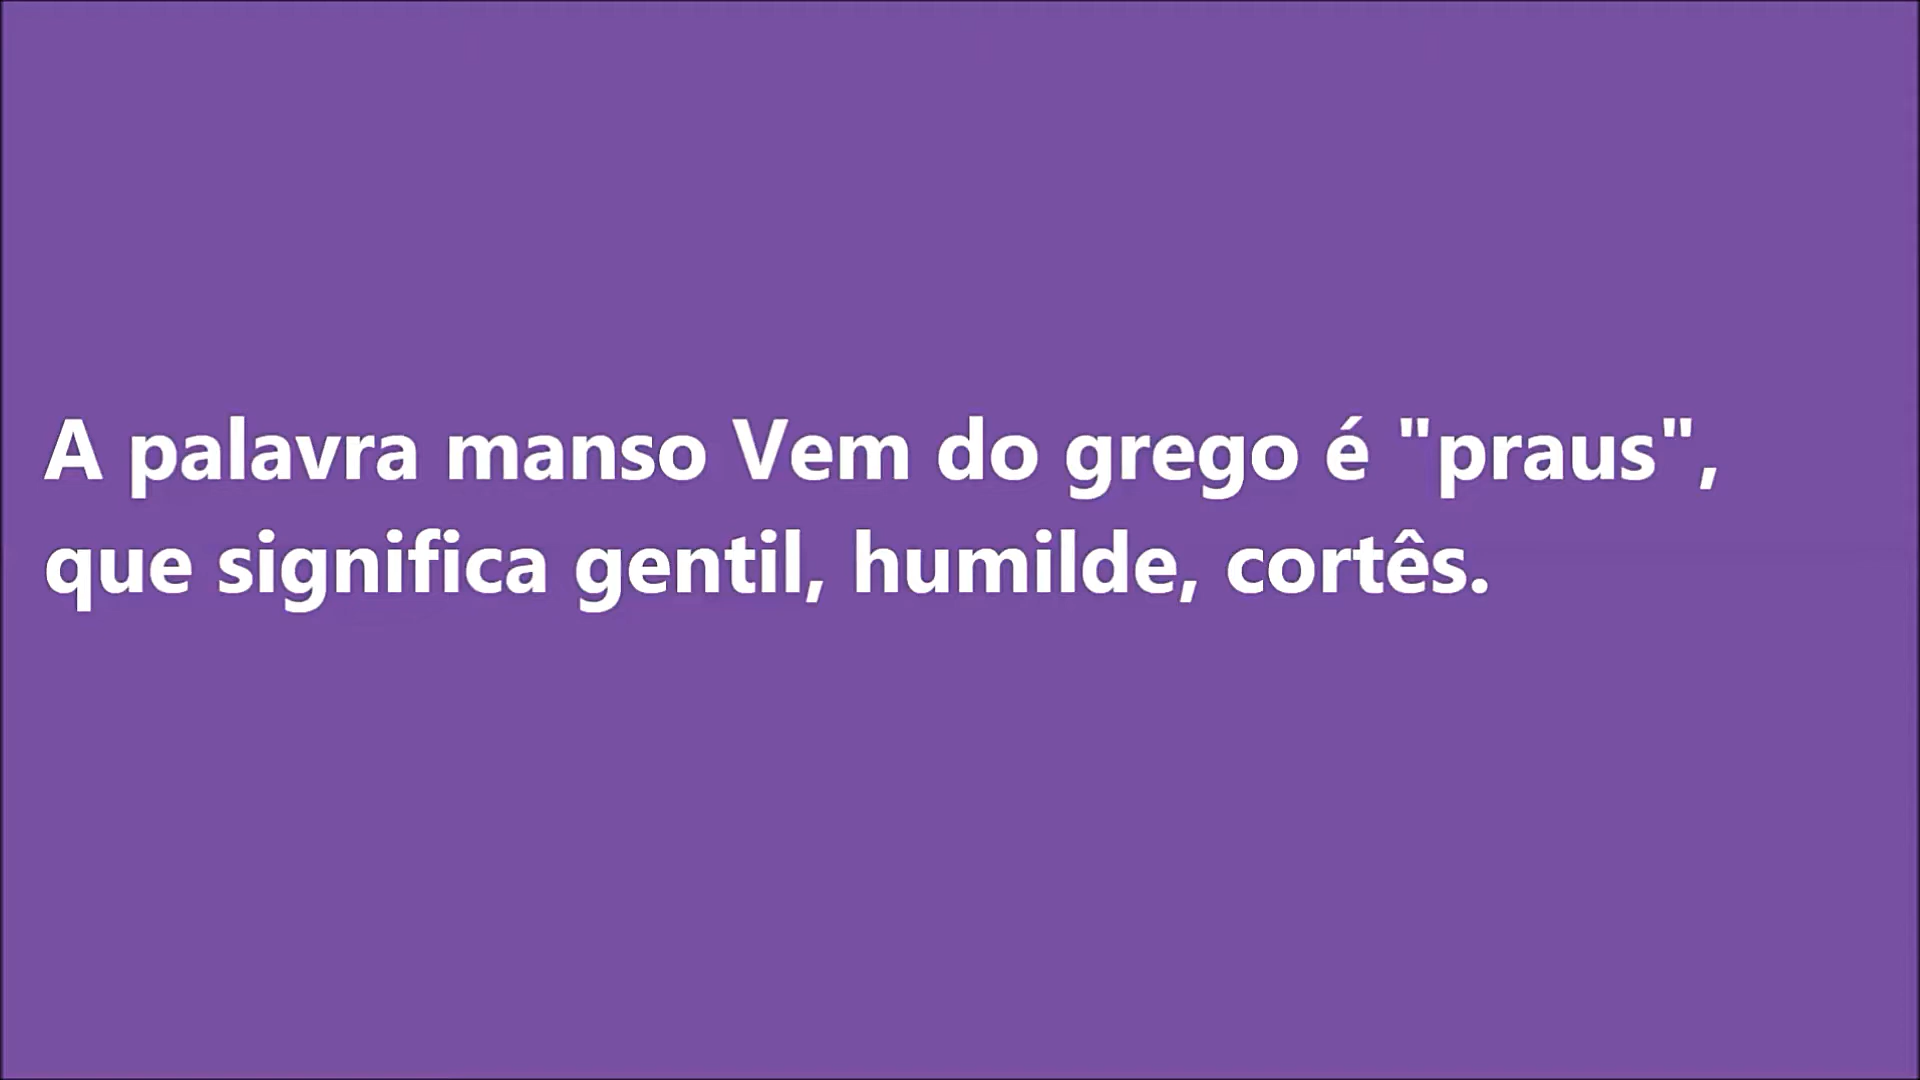 A palavra manso Vem do grego é "praus",
que significa gentil, humilde, cortês.